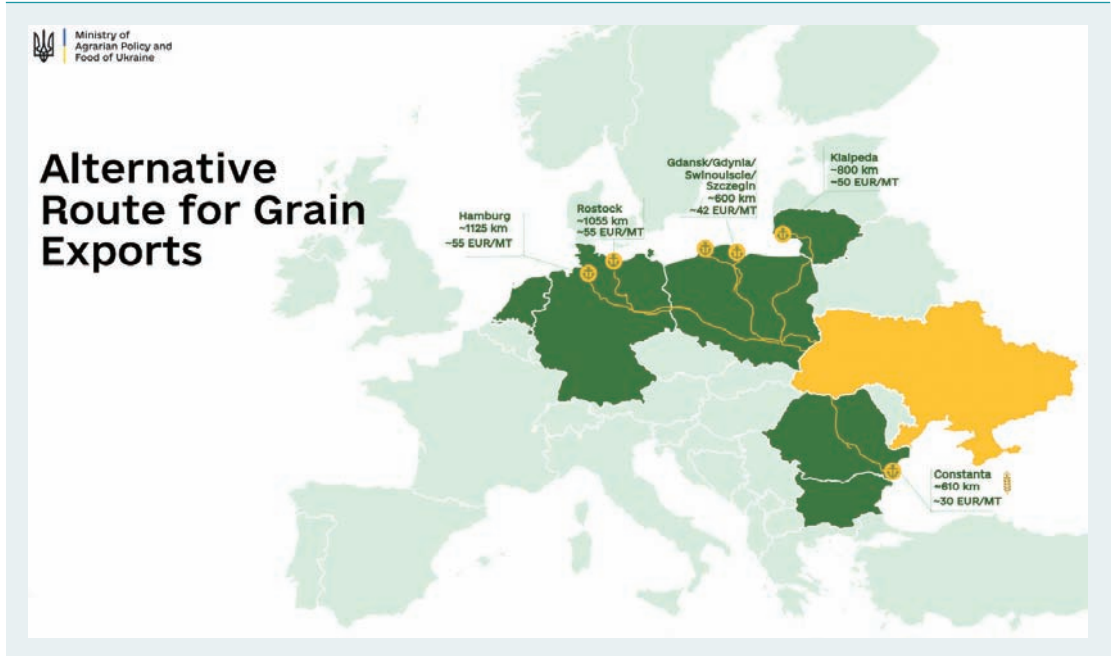 Ministry of
Agrarian Policy and
Food of Ukraine
Alternative
Route for Grain
Exports
Hamburg
~1125 km
~55 EUR/MT
Rostock
~1055 km
~55 EUR/MT
Gdansk/Gdynia/
Swinouiscie/
Szczegin
~600 km
~42 EUR/MT
Klaipeda
~800 km
~50 EUR/MT
Constanta
~610 km
~30 EUR/MT